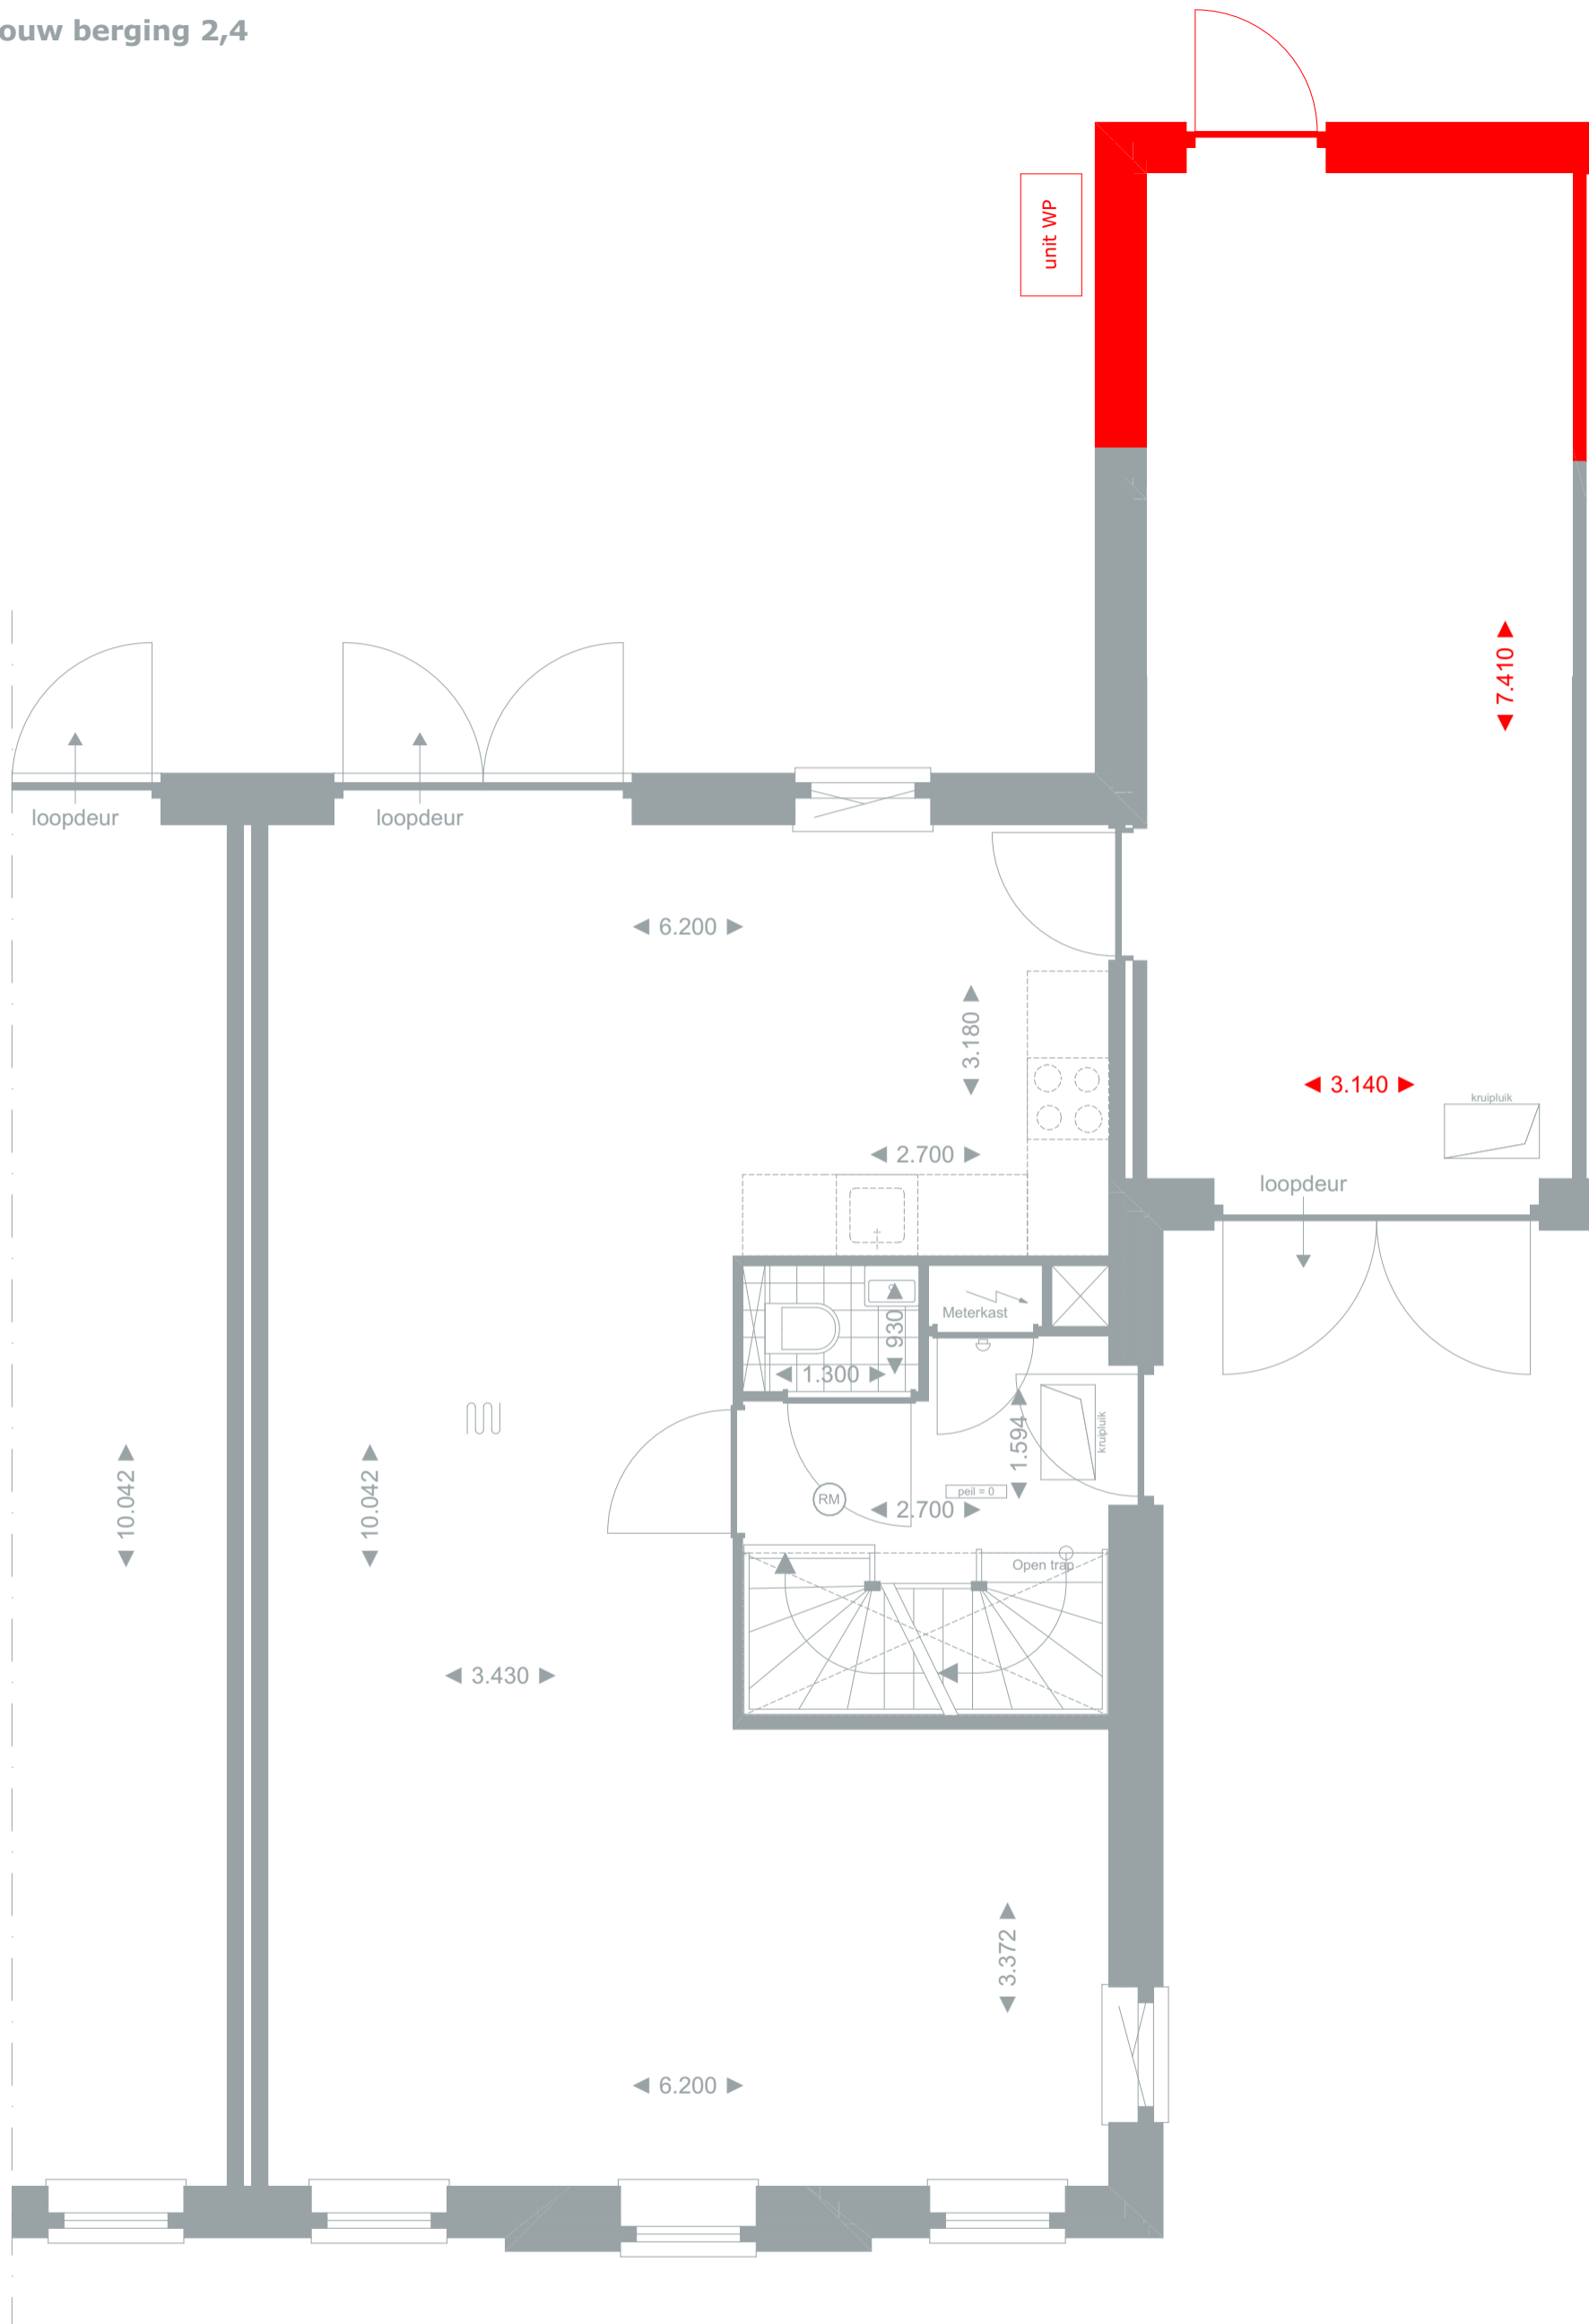 ouw berging 2,4
unit WP
7.410
loopdeur
loopdeur
6.200
3.180
3.140
kruipluik
2.700
loopdeur
Meterkast
930
1.300
1.594
kruipluik
10.042
10.042
peil = 0
RM
2.700
Open trap
3.430
3.372
6.200